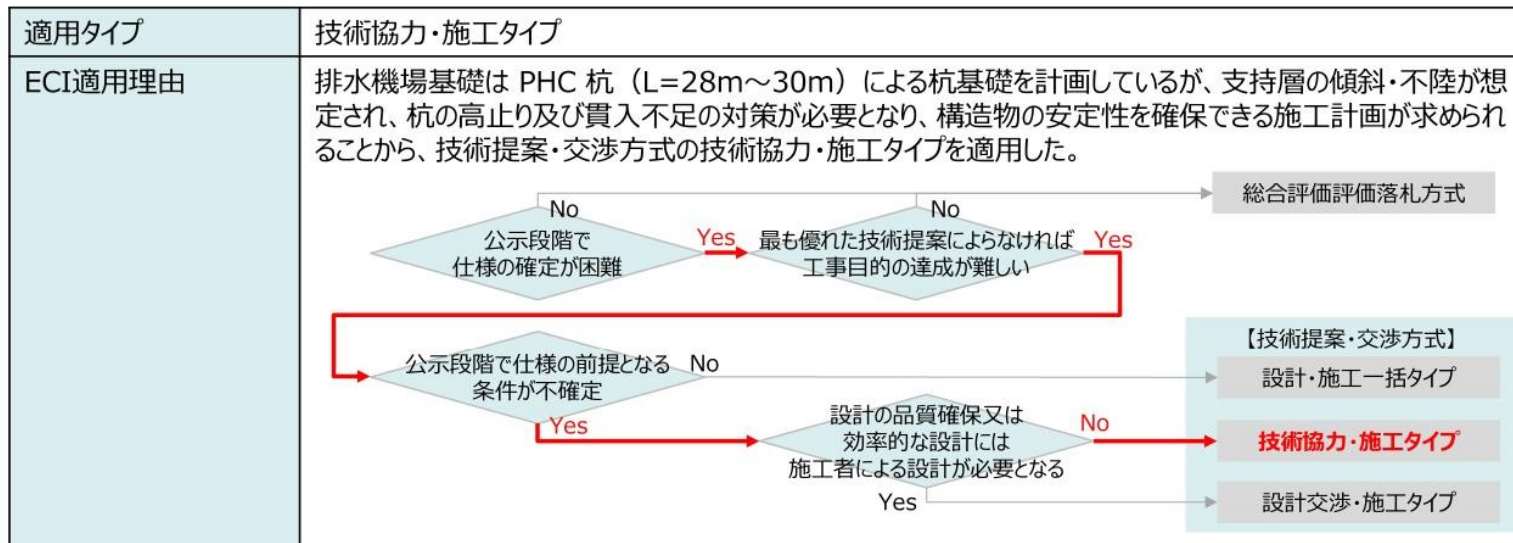 適用タイプ
技術協力・施工タイプ
ECI適用理由
排水機場基礎は PHC 杭（L=28m～30m）による杭基礎を計画しているが、支持層の傾斜・不陸が想
定され、杭の高止り及び貫入不足の対策が必要となり、構造物の安定性を確保できる施工計画が求められ
ることから、技術提案・交渉方式の技術協力・施工タイプを適用した。
総合評価評価落札方式
No
No
公示段階で
仕様の確定が困難
Yes
最も優れた技術提案によらなければ
工事目的の達成が難しい
Yes
【技術提案・交渉方式】
公示段階で仕様の前提となる
条件が不確定
No
設計・施工一括タイプ
Yes
設計の品質確保又は
効率的な設計には
施工者による設計が必要となる
No
技術協力・施工タイプ
Yes
設計交渉・施工タイプ